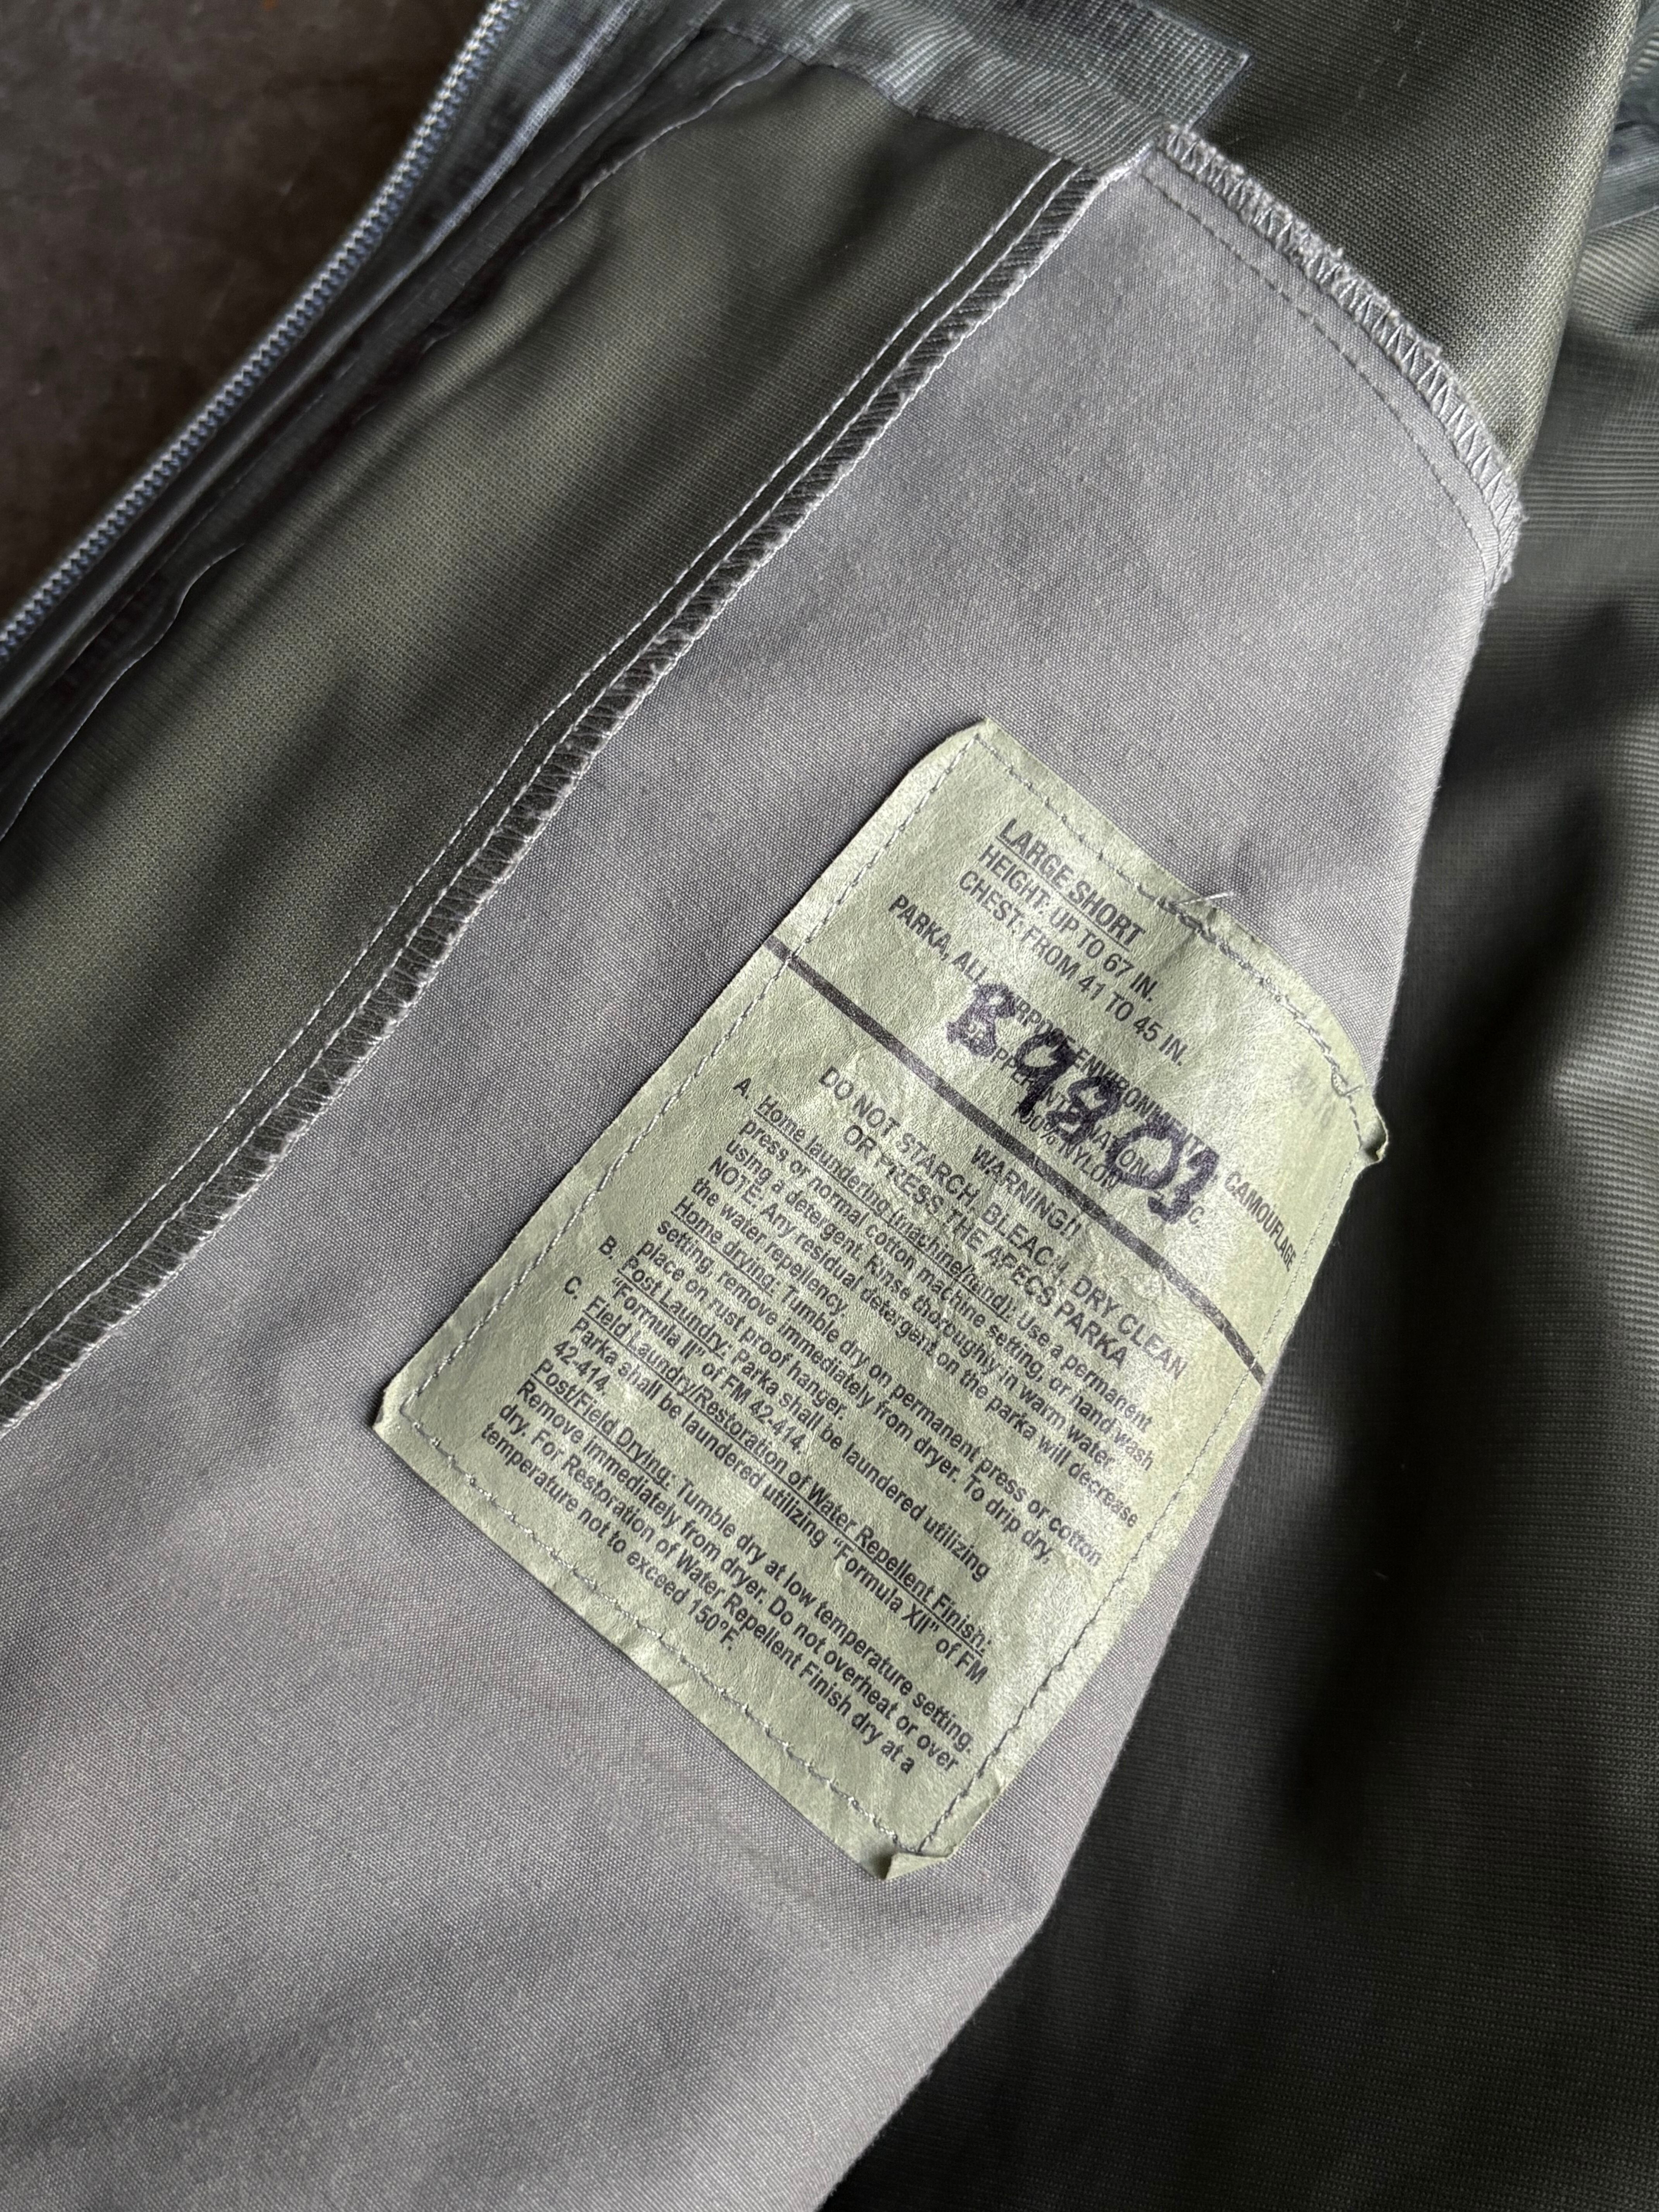 LARGE SHORT
HEIGHT: UP TO 67 IN.
CHEST: FROM 41 TO 45 IN.
PARKA, ALL PURPOSE ENVIRONMENTAL CAMOUFLAGE
PROPPER INTERNATIONAL
100% NYLON
B9803
WARNING!!
DO NOT STARCH, BLEACH, DRY CLEAN
OR PRESS THE APECS PARKA
A. Home laundering (machine/hand): Use a permanent
press or normal cotton machine setting, or hand wash
using a detergent. Rinse thoroughly in warm water.
NOTE: Any residual detergent on the parka will decrease
the water repellency.
Home drying: Tumble dry on permanent press or cotton
setting, remove immediately from dryer. To drip dry,
place on rust proof hanger.
B. Post Laundry: Parka shall be laundered utilizing
"Formula II" of FM 42-414.
C. Field Laundry/Restoration of Water Repellent Finish:
Parka shall be laundered utilizing "Formula XII" of FM
42-414.
Post/Field Drying: Tumble dry at low temperature setting.
Remove immediately from dryer. Do not overheat or over
dry. For Restoration of Water Repellent Finish dry at a
temperature not to exceed 150°F.